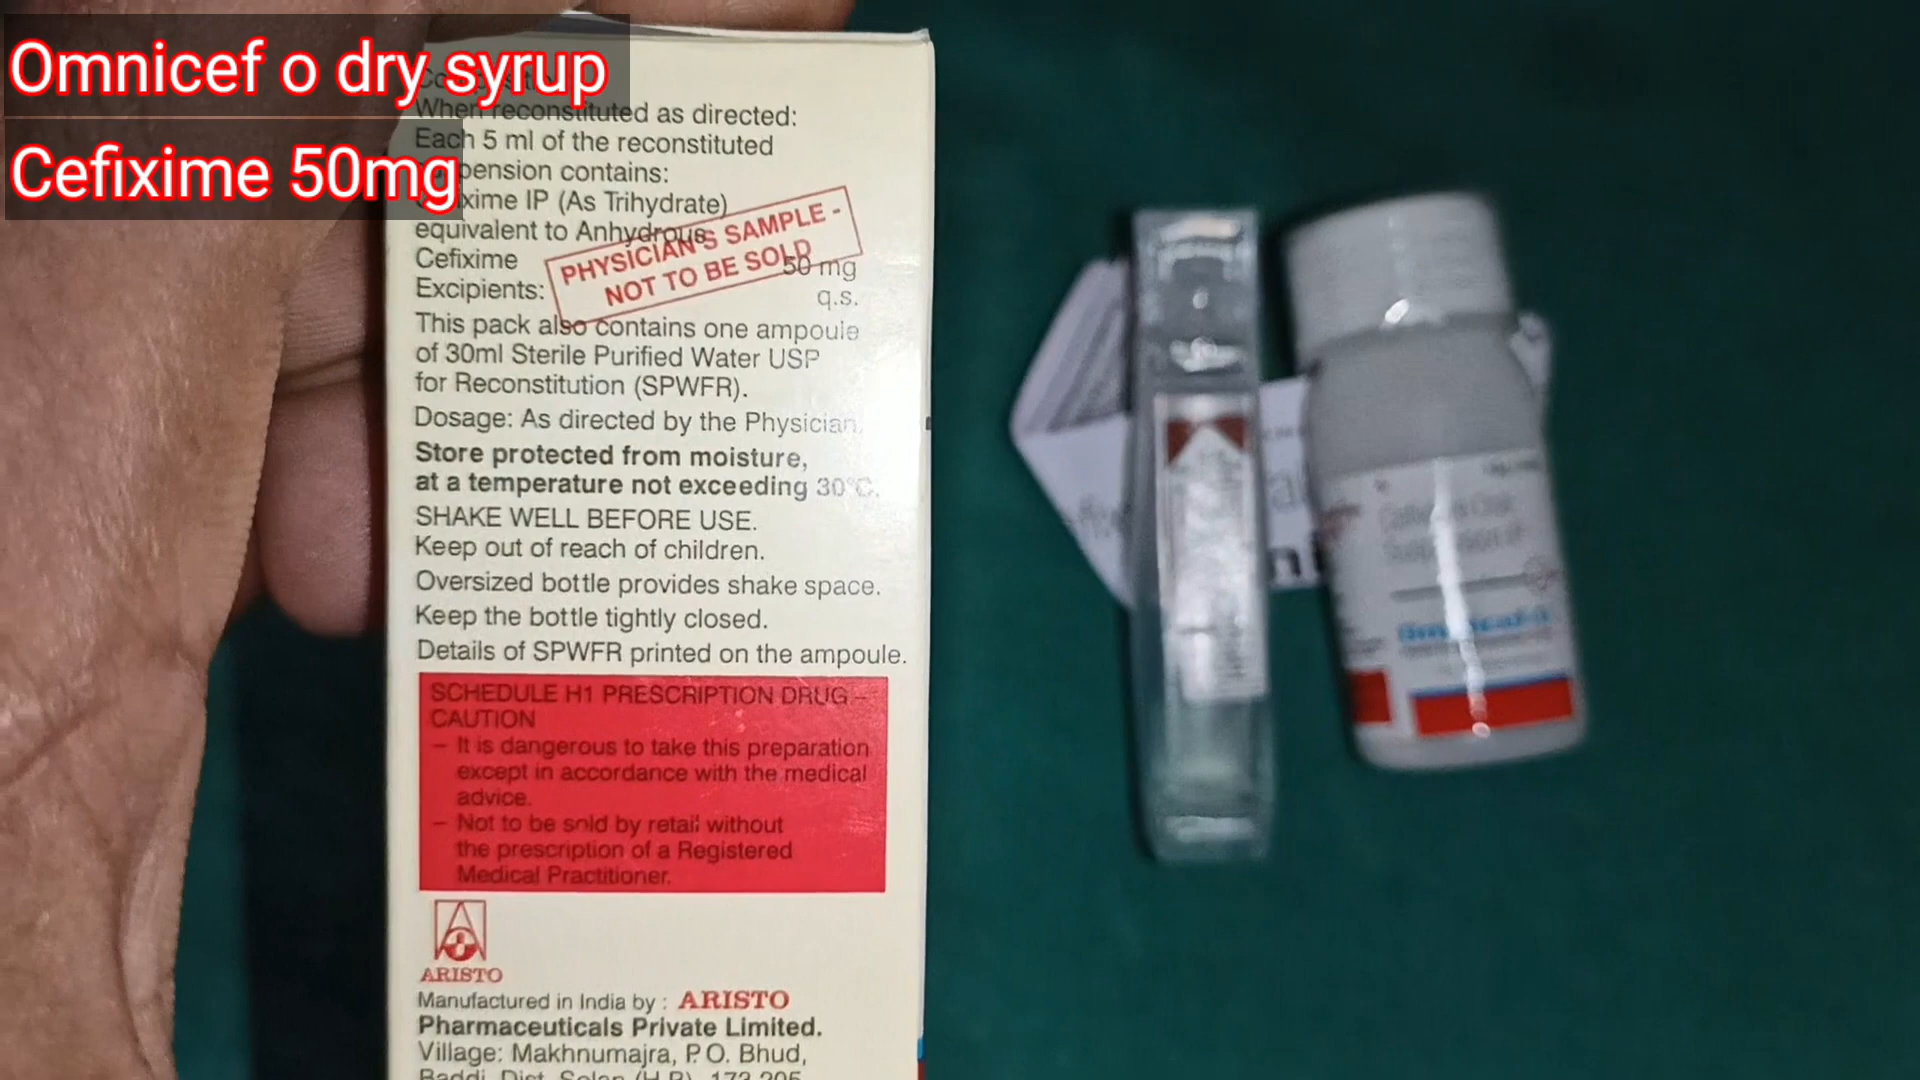 Omnicef o dry syrup
Cefixime 50mg
When reconstituted as directed:
Each 5 ml of the reconstituted
pension contains:
xime IP (As Trihydrate)
equivalent to Anhydrous
Cefixime 50 mg
Excipients: q.s.
PHYSICIAN'S SAMPLE -
NOT TO BE SOLD
This pack also contains one ampoule
of 30ml Sterile Purified Water USP
for Reconstitution (SPWFR).
Dosage: As directed by the Physician.
Store protected from moisture,
at a temperature not exceeding 30°C.
SHAKE WELL BEFORE USE.
Keep out of reach of children.
Oversized bottle provides shake space.
Keep the bottle tightly closed.
Details of SPWFR printed on the ampoule.
SCHEDULE H1 PRESCRIPTION DRUG –
CAUTION
– It is dangerous to take this preparation
except in accordance with the medical
advice.
– Not to be sold by retail without
the prescription of a Registered
Medical Practitioner.
ARISTO
Manufactured in India by : ARISTO
Pharmaceuticals Private Limited.
Village: Makhnumajra, P.O. Bhud,
Baddi, Dist. Solan (H.P.) 173 205